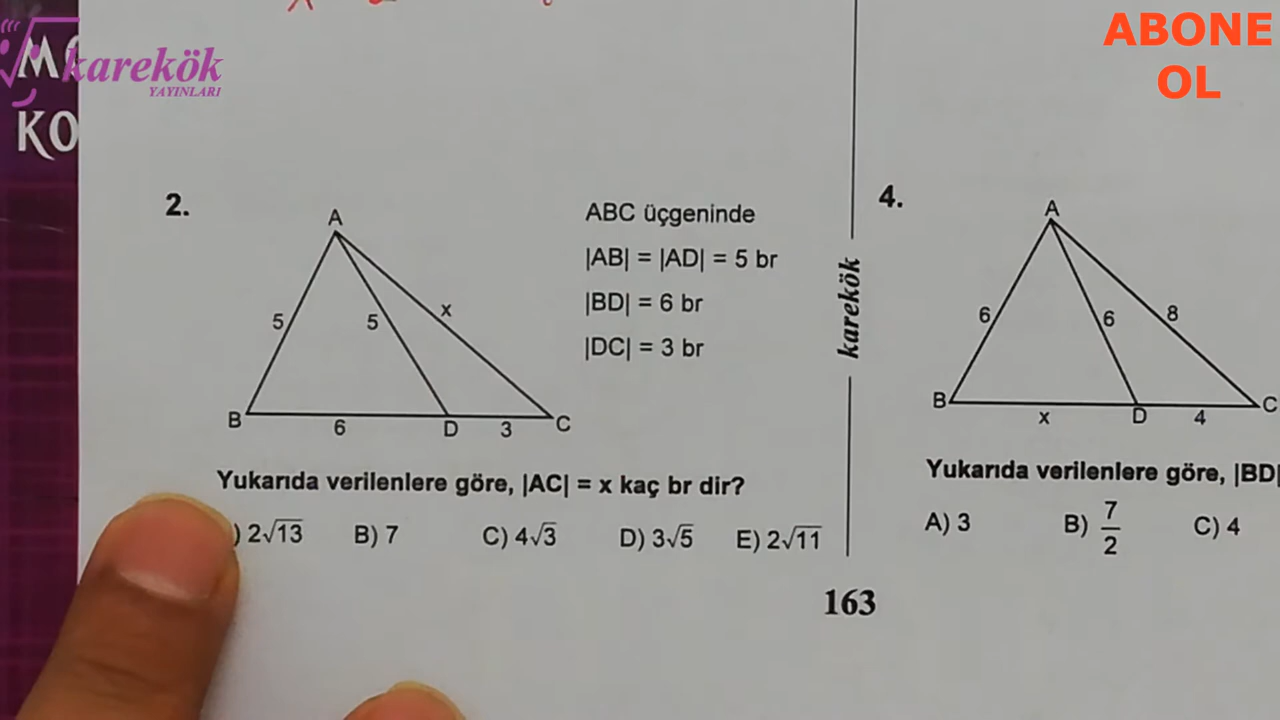 ABONE
OL
karekök
YAYINLARI
KO
2.
A
5
5
x
B
6
D
3
C
ABC üçgeninde
|AB| = |AD| = 5 br
|BD| = 6 br
|DC| = 3 br
Yukarıda verilenlere göre, |AC| = x kaç br dir?
) 2√13 B) 7 C) 4√3 D) 3√5 E) 2√11
karekök
163
4.
A
6
6
8
B
x
D
4
C
Yukarıda verilenlere göre, |BD|
A) 3 B) 7/2 C) 4